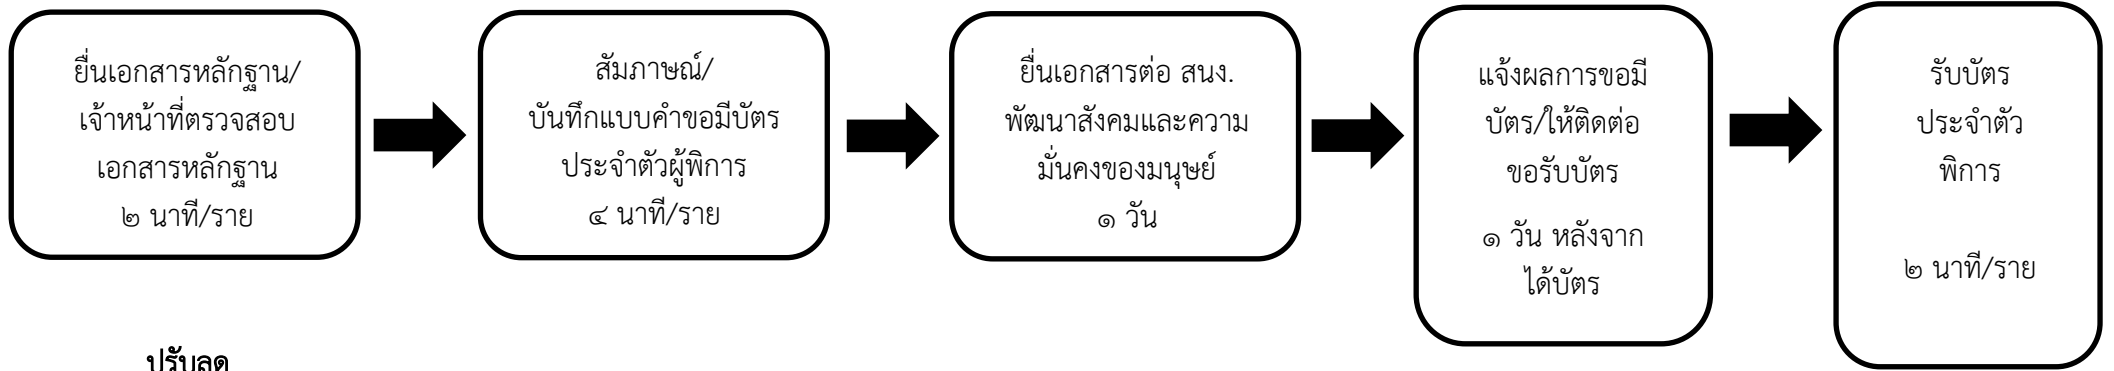 ยื่นเอกสารหลักฐาน/
เจ้าหน้าที่ตรวจสอบ
เอกสารหลักฐาน
๒ นาที/ราย
สัมภาษณ์/
บันทึกแบบคำขอมีบัตร
ประจำตัวผู้พิการ
๔ นาที/ราย
ยื่นเอกสารต่อ สนง.
พัฒนาสังคมและความ
มั่นคงของมนุษย์
๑ วัน
แจ้งผลการขอมี
บัตร/ให้ติดต่อ
ขอรับบัตร
๑ วัน หลังจาก
ได้บัตร
รับบัตร
ประจำตัว
พิการ
๒ นาที/ราย
ปรับลด